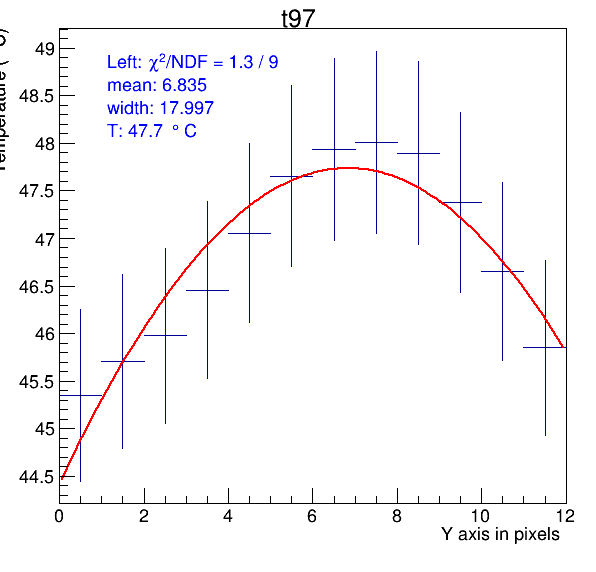 t97
Temperature (°C)
Left: χ²/NDF = 1.3 / 9
mean: 6.835
width: 17.997
T: 47.7 °C
49
48.5
48
47.5
47
46.5
46
45.5
45
44.5
0 2 4 6 8 10 12
Y axis in pixels